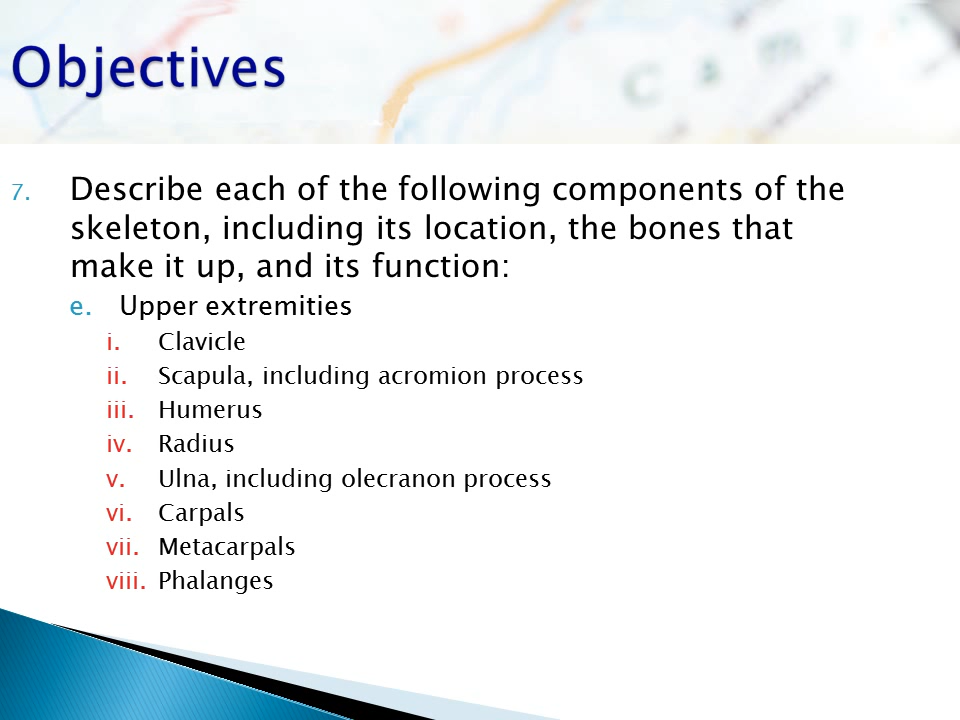 Objectives
7. Describe each of the following components of the
skeleton, including its location, the bones that
make it up, and its function:
e. Upper extremities
i. Clavicle
ii. Scapula, including acromion process
iii. Humerus
iv. Radius
v. Ulna, including olecranon process
vi. Carpals
vii. Metacarpals
viii. Phalanges